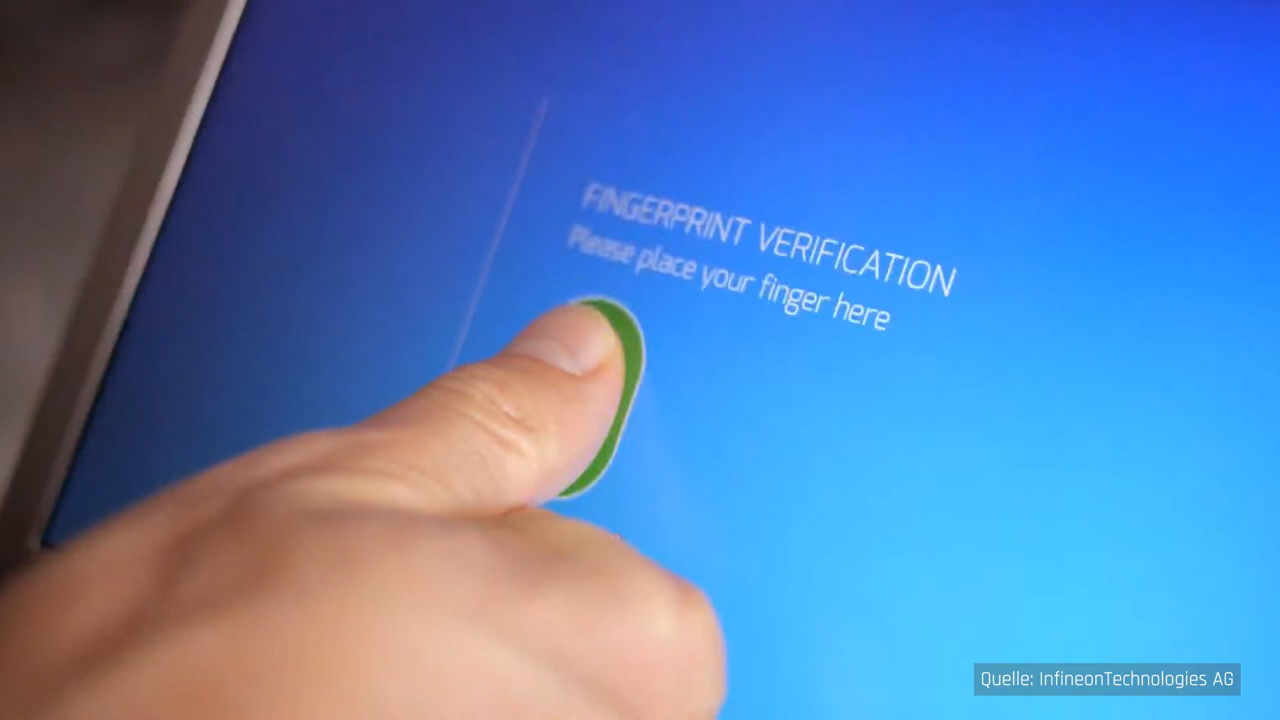 FINGERPRINT VERIFICATION
Please place your finger here
Quelle: InfineonTechnologies AG